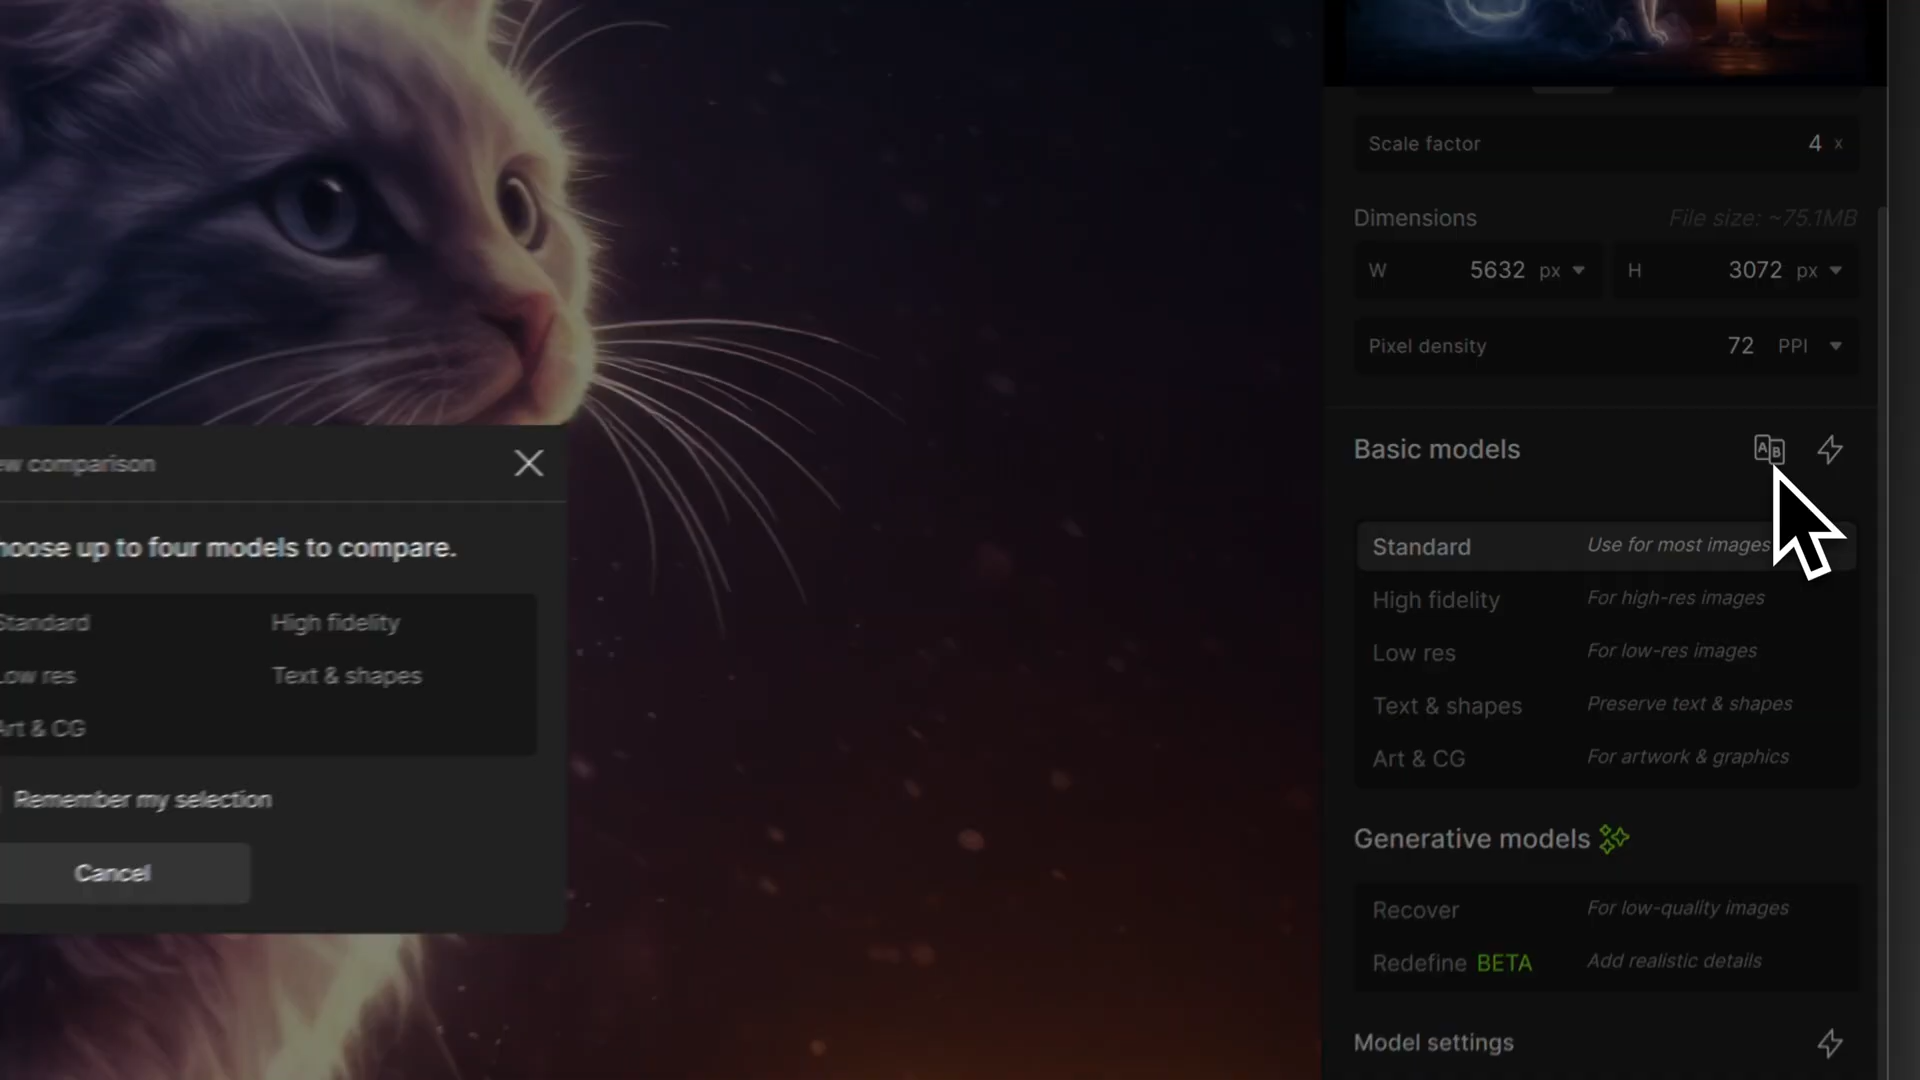 Scale factor 4 x
Dimensions File size: ~75.1MB
W 5632 px H 3072 px
Pixel density 72 PPI
Basic models
A B
Standard Use for most images
High fidelity For high-res images
Low res For low-res images
Text & shapes Preserve text & shapes
Art & CG For artwork & graphics
Generative models
Recover For low-quality images
Redefine BETA Add realistic details
Model settings
ew comparison
hoose up to four models to compare.
Standard High fidelity
Low res Text & shapes
Art & CG
Remember my selection
Cancel